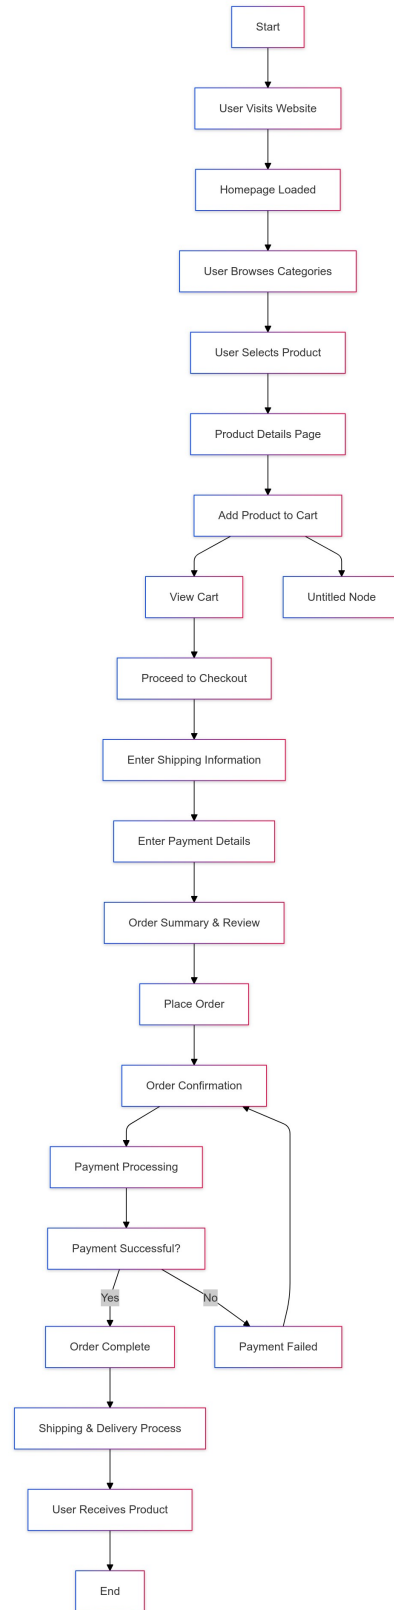 Start
User Visits Website
Homepage Loaded
User Browses Categories
User Selects Product
Product Details Page
Add Product to Cart
View Cart
Untitled Node
Proceed to Checkout
Enter Shipping Information
Enter Payment Details
Order Summary & Review
Place Order
Order Confirmation
Payment Processing
Payment Successful?
Yes
No
Order Complete
Payment Failed
Shipping & Delivery Process
User Receives Product
End